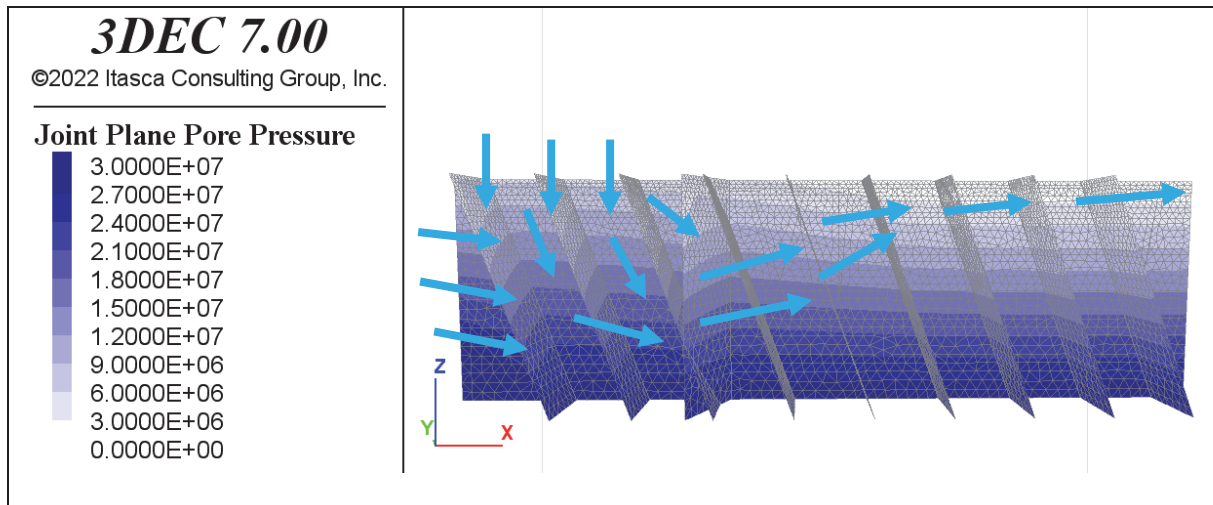 3DEC 7.00
©2022 Itasca Consulting Group, Inc.
Joint Plane Pore Pressure
3.0000E+07
2.7000E+07
2.4000E+07
2.1000E+07
1.8000E+07
1.5000E+07
1.2000E+07
9.0000E+06
6.0000E+06
3.0000E+06
0.0000E+00
Z
Y
X